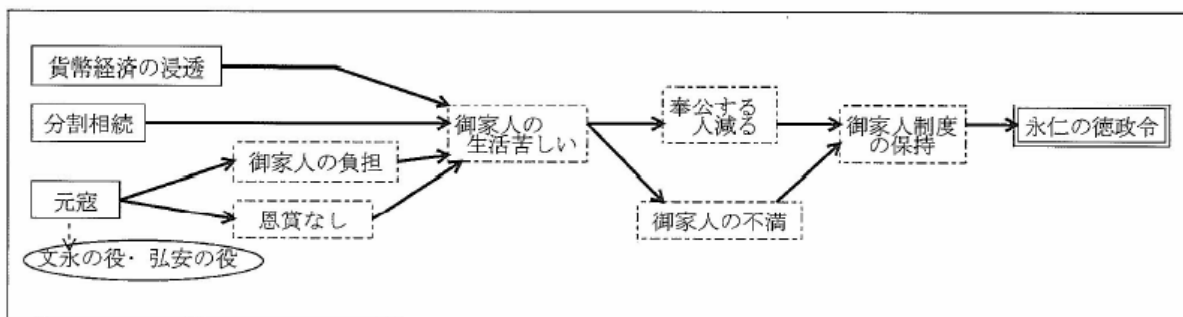 貨幣経済の浸透
分割相続
元寇
文永の役・弘安の役
御家人の負担
恩賞なし
御家人の
生活苦しい
奉公する
人減る
御家人の不満
御家人制度
の保持
永仁の徳政令